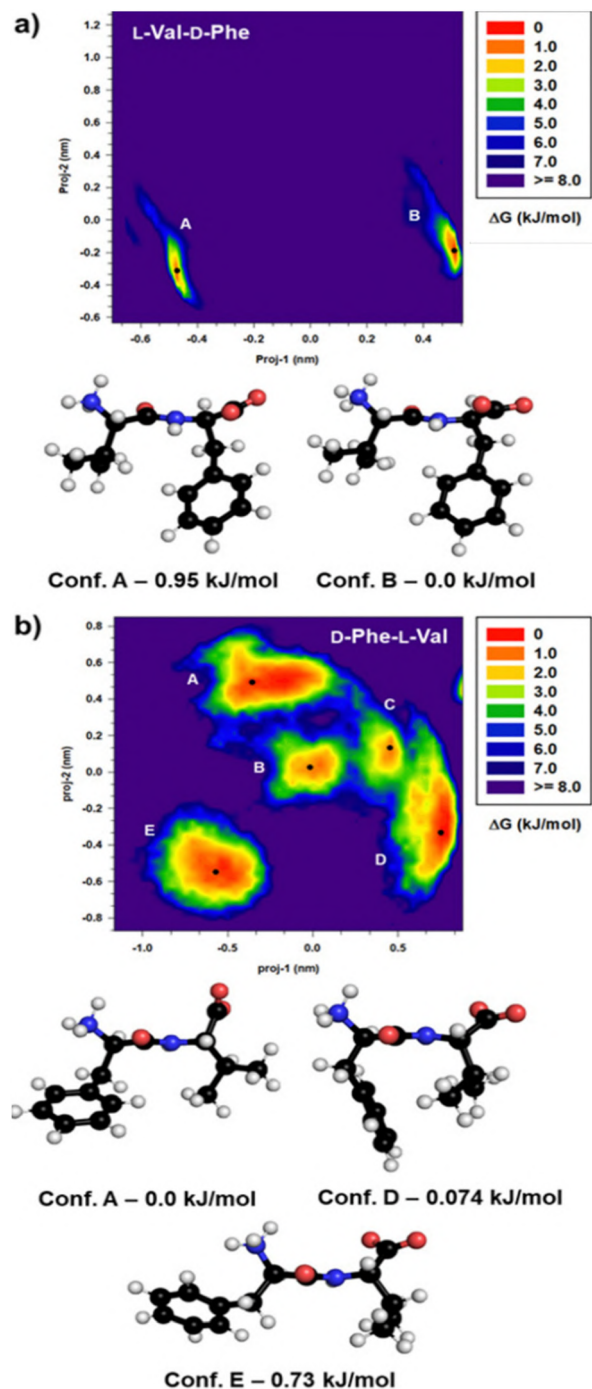 a)
L-Val-D-Phe
1.2
1.0
0.8
0.6
0.4
0.2
0.0
-0.2
-0.4
-0.6
Proj-2 (nm)
A
B
-0.6
-0.4
-0.2
0.0
0.2
0.4
Proj-1 (nm)
0
1.0
2.0
3.0
4.0
5.0
6.0
7.0
>= 8.0
ΔG (kJ/mol)
Conf. A – 0.95 kJ/mol
Conf. B – 0.0 kJ/mol
b)
D-Phe-L-Val
0.8
0.6
0.4
0.2
0.0
-0.2
-0.4
-0.6
-0.8
proj-2 (nm)
A
B
C
D
E
-1.0
-0.5
0.0
0.5
proj-1 (nm)
0
1.0
2.0
3.0
4.0
5.0
6.0
7.0
>= 8.0
ΔG (kJ/mol)
Conf. A – 0.0 kJ/mol
Conf. D – 0.074 kJ/mol
Conf. E – 0.73 kJ/mol